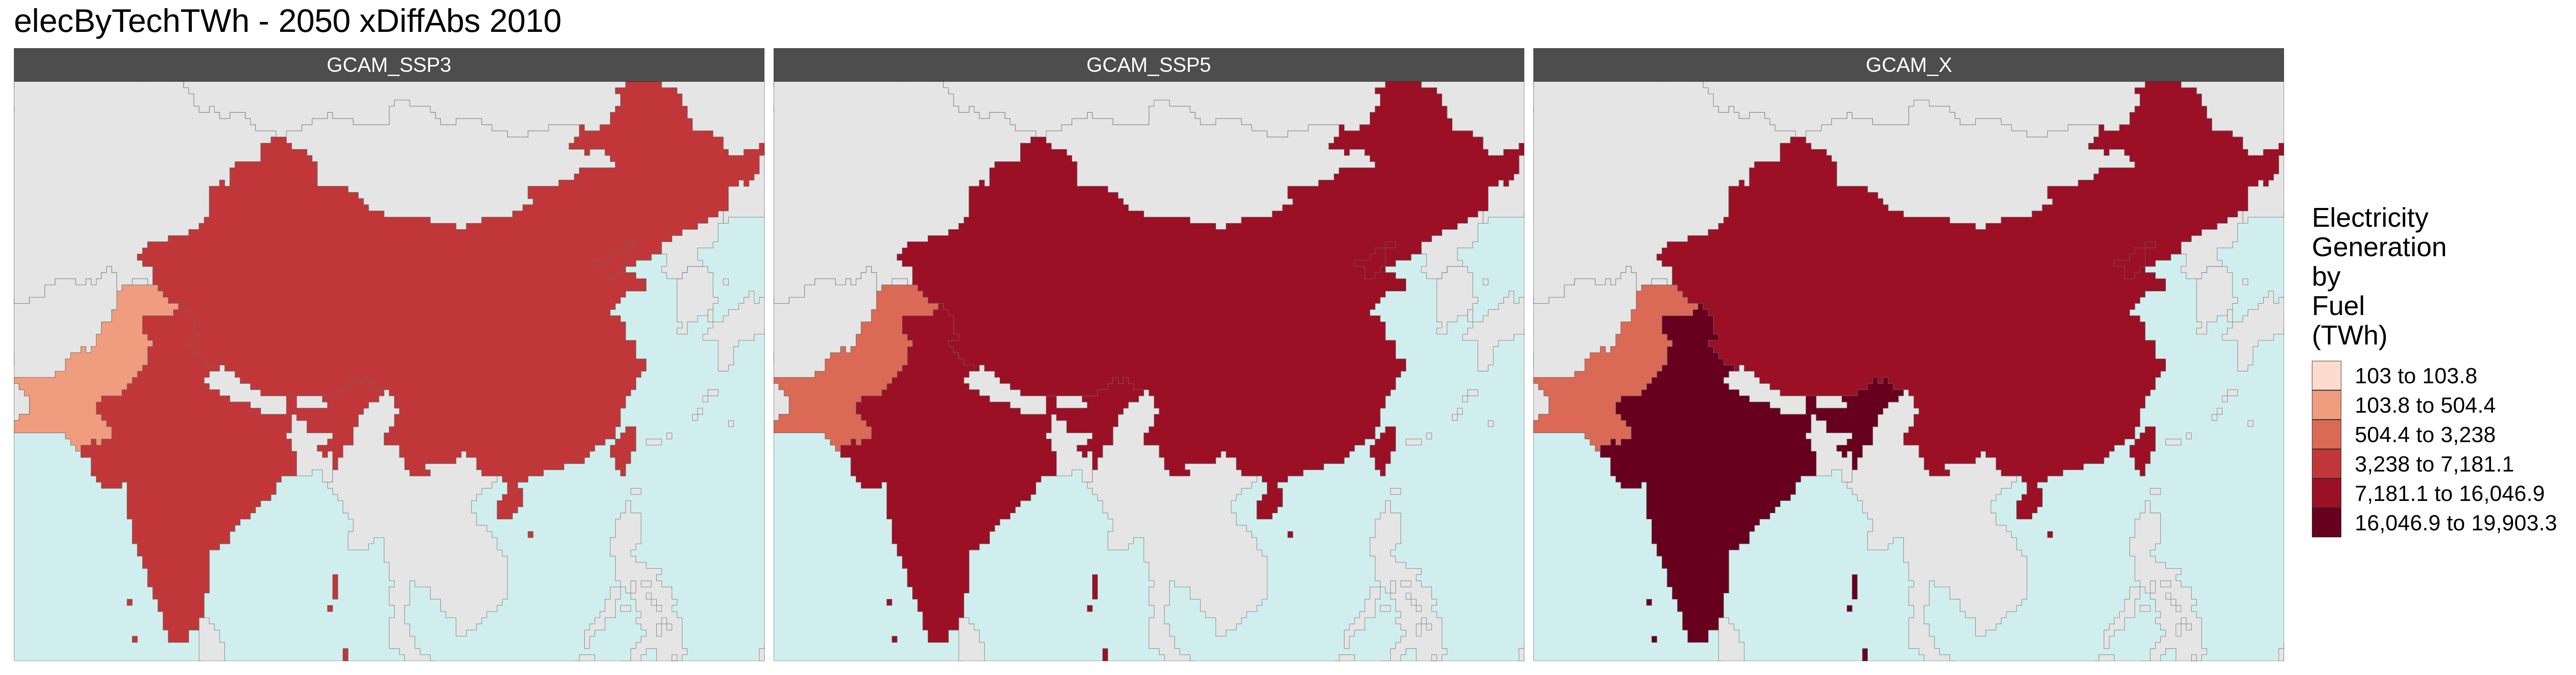 elecByTechTWh - 2050 xDiffAbs 2010
GCAM_SSP3
GCAM_SSP5
GCAM_X
Electricity
Generation
by
Fuel
(TWh)
103 to 103.8
103.8 to 504.4
504.4 to 3,238
3,238 to 7,181.1
7,181.1 to 16,046.9
16,046.9 to 19,903.3